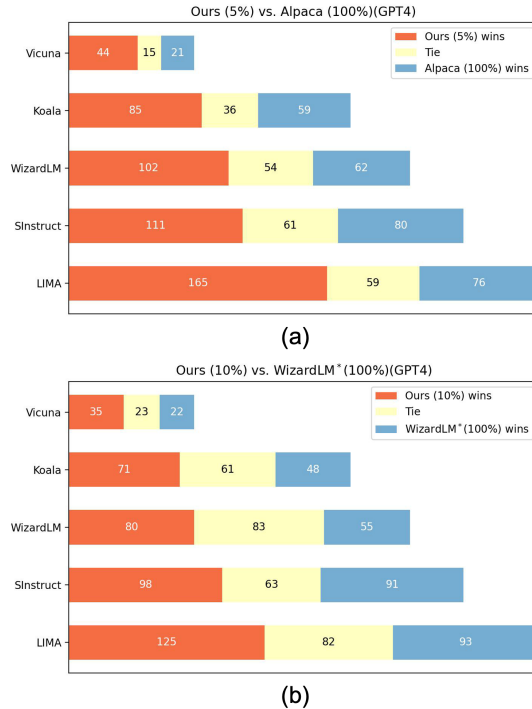 Ours (5%) vs. Alpaca (100%)(GPT4)
Ours (5%) wins
Tie
Alpaca (100%) wins
Vicuna 44 15 21
Koala 85 36 59
WizardLM 102 54 62
SInstruct 111 61 80
LIMA 165 59 76
(a)
Ours (10%) vs. WizardLM*(100%)(GPT4)
Ours (10%) wins
Tie
WizardLM*(100%) wins
Vicuna 35 23 22
Koala 71 61 48
WizardLM 80 83 55
SInstruct 98 63 91
LIMA 125 82 93
(b)